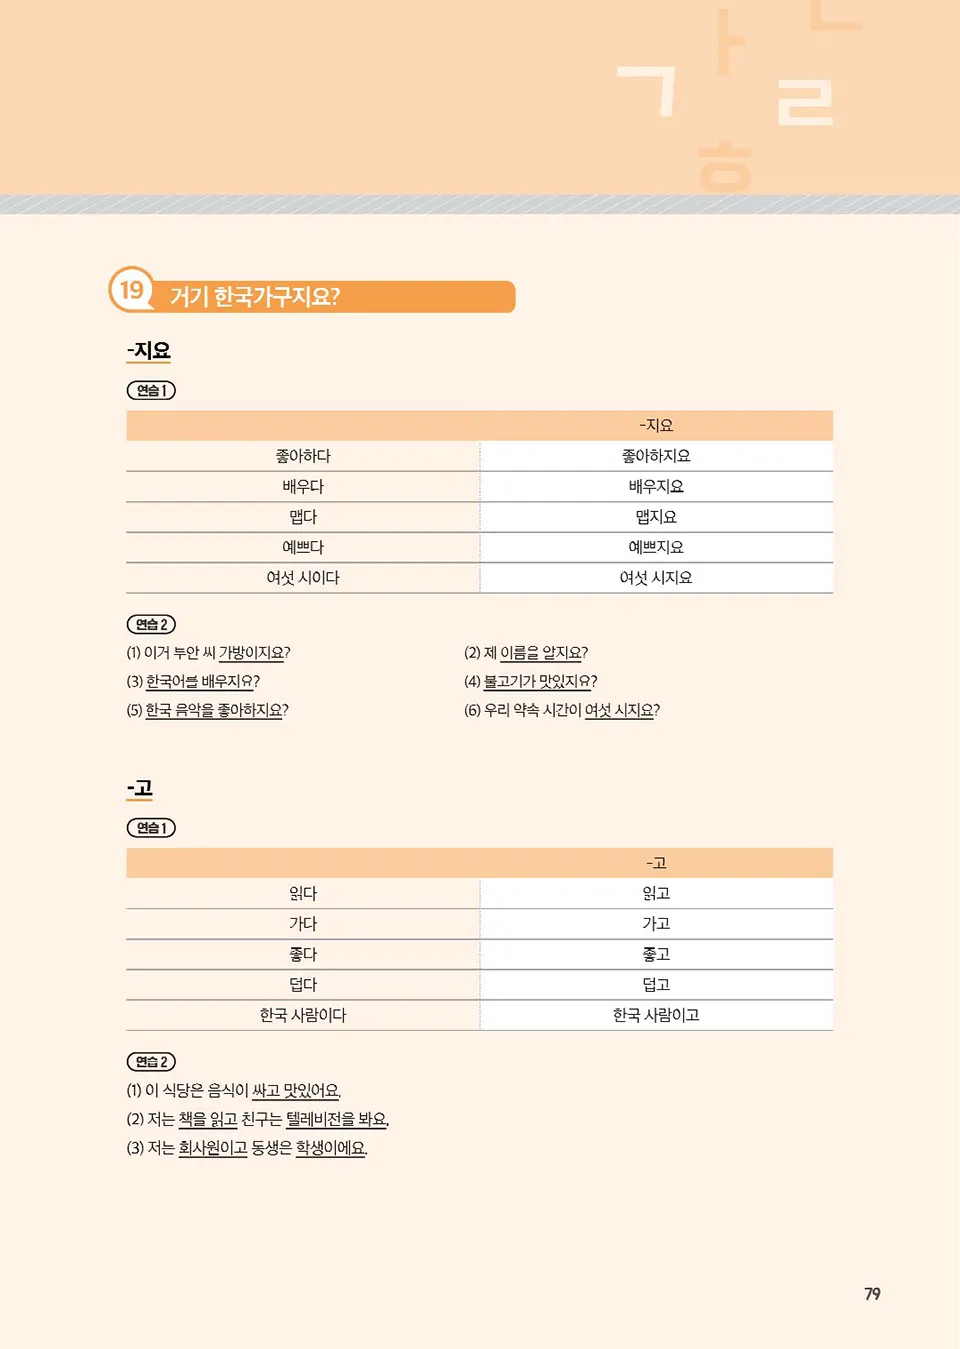 ㄱ ㅏ ㄴ ㄹ ㅎ
19 거기 한국가구지요?
-지요
연습 1
-지요
좋아하다 좋아하지요
배우다 배우지요
맵다 맵지요
예쁘다 예쁘지요
여섯 시이다 여섯 시지요
연습 2
(1) 이거 투안 씨 가방이지요? (2) 제 이름을 알지요?
(3) 한국어를 배우지요? (4) 불고기가 맛있지요?
(5) 한국 음악을 좋아하지요? (6) 우리 약속 시간이 여섯 시지요?
-고
연습 1
-고
읽다 읽고
가다 가고
좋다 좋고
덥다 덥고
한국 사람이다 한국 사람이고
연습 2
(1) 이 식당은 음식이 싸고 맛있어요.
(2) 저는 책을 읽고 친구는 텔레비전을 봐요.
(3) 저는 회사원이고 동생은 학생이에요.
79